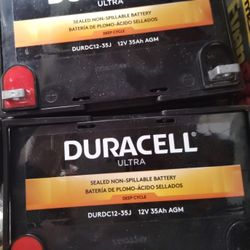 ULTRA
SEALED NON-SPILLABLE BATTERY
BATERÍA DE PLOMO-ÁCIDO SELLADOS
DEEP CYCLE
DURDC12-35J 12V 35Ah AGM
DURACELL
ULTRA
SEALED NON-SPILLABLE BATTERY
BATERÍA DE PLOMO-ÁCIDO SELLADOS
DEEP CYCLE
DURDC12-35J 12V 35Ah AGM